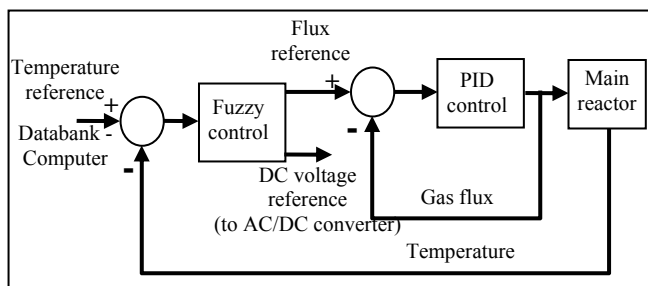 Temperature
reference
+
Databank -
Computer
-
Fuzzy
control
Flux
reference
+
-
DC voltage
reference
(to AC/DC converter)
PID
control
Main
reactor
Gas flux
Temperature